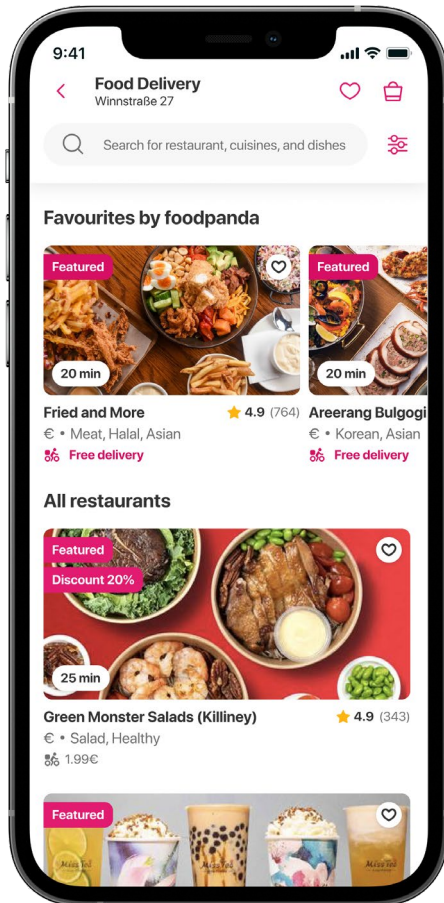 9:41
Food Delivery
Winnstraße 27
Search for restaurant, cuisines, and dishes
Favourites by foodpanda
Featured
20 min
Fried and More
4.9 (764)
€ • Meat, Halal, Asian
Free delivery
Featured
20 min
Areerang Bulgogi
€ • Korean, Asian
Free delivery
All restaurants
Featured
Discount 20%
25 min
Green Monster Salads (Killiney)
4.9 (343)
€ • Salad, Healthy
1.99€
Featured